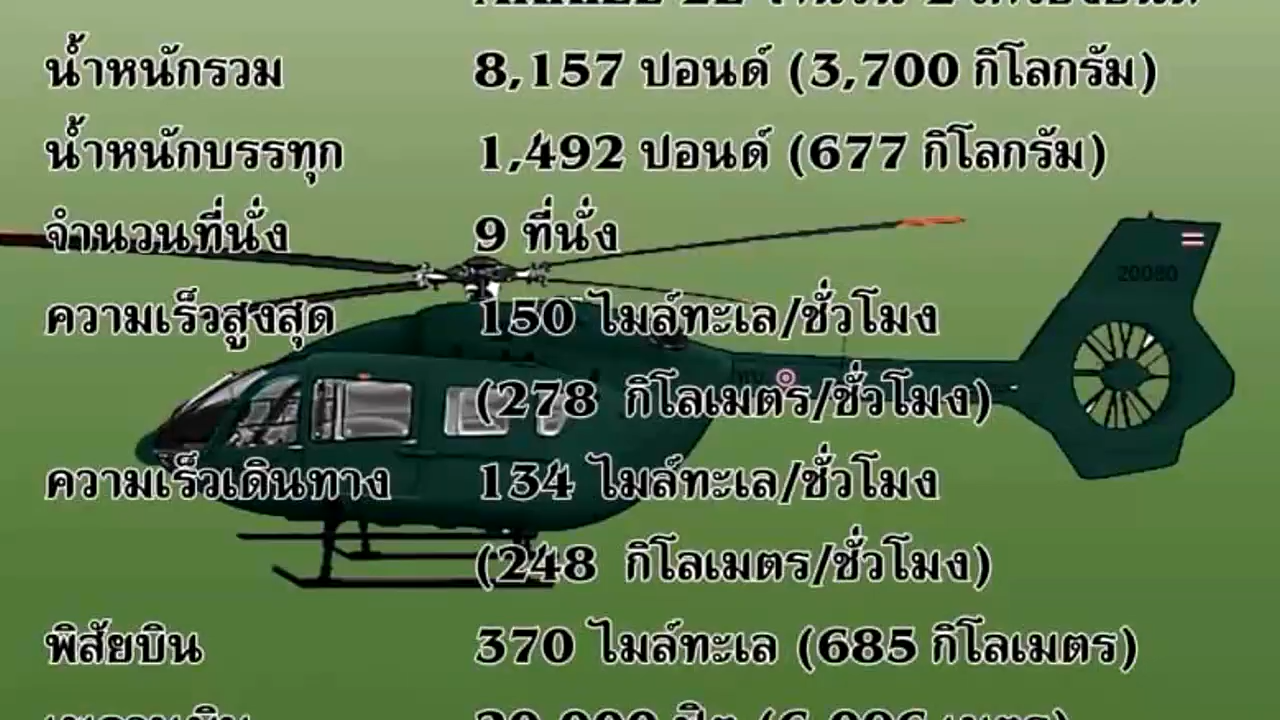 น้ำหนักรวม 8,157 ปอนด์ (3,700 กิโลกรัม)
น้ำหนักบรรทุก 1,492 ปอนด์ (677 กิโลกรัม)
จำนวนที่นั่ง 9 ที่นั่ง
20080
ความเร็วสูงสุด 150 ไมล์ทะเล/ชั่วโมง
(278 กิโลเมตร/ชั่วโมง)
ความเร็วเดินทาง 134 ไมล์ทะเล/ชั่วโมง
(248 กิโลเมตร/ชั่วโมง)
พิสัยบิน 370 ไมล์ทะเล (685 กิโลเมตร)